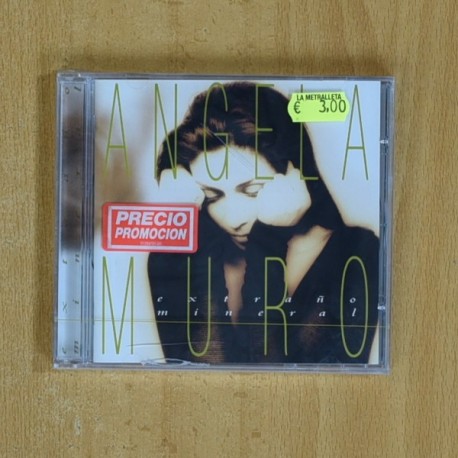 ANGELA
LA METRALLETA
€ 3,00
PRECIO
PROMOCION
MURO
extraño
mineral